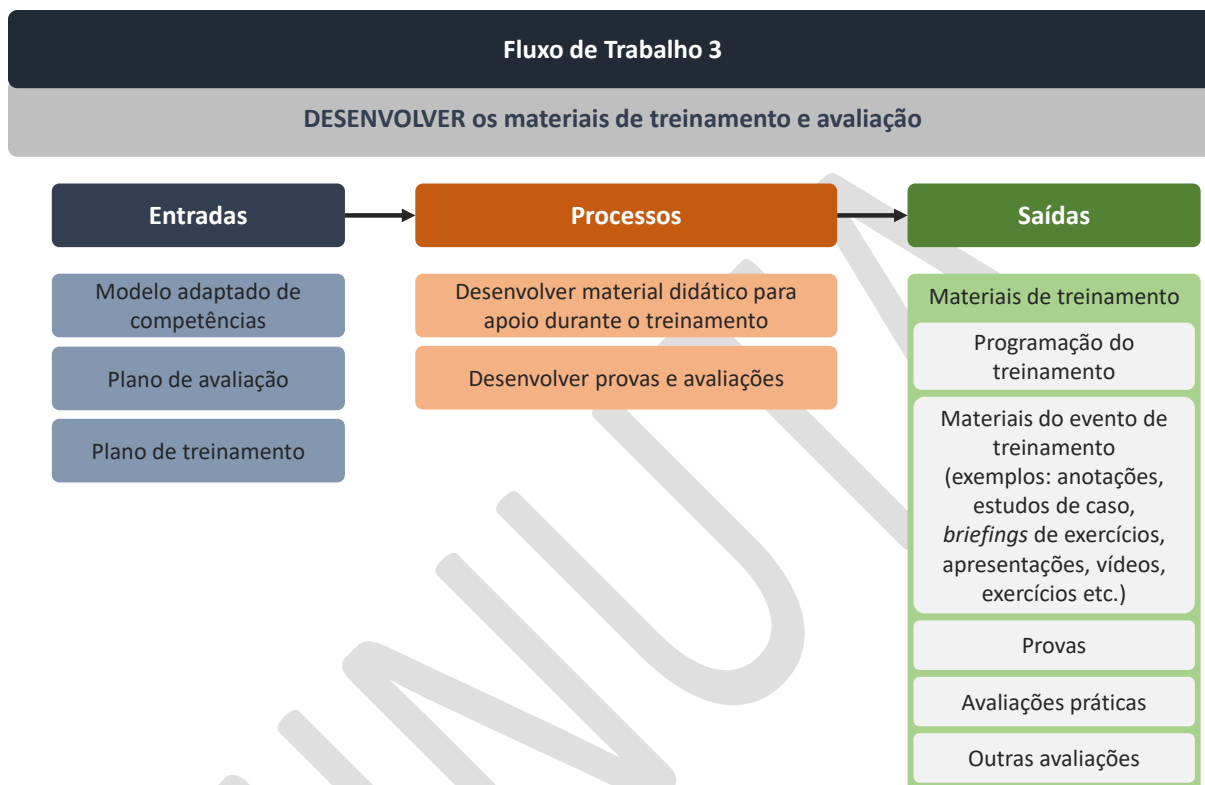 Fluxo de Trabalho 3
DESENVOLVER os materiais de treinamento e avaliação
Entradas
Processos
Saídas
Modelo adaptado de
competências
Plano de avaliação
Plano de treinamento
Desenvolver material didático para
apoio durante o treinamento
Desenvolver provas e avaliações
Materiais de treinamento
Programação do
treinamento
Materiais do evento de
treinamento
(exemplos: anotações,
estudos de caso,
briefings de exercícios,
apresentações, vídeos,
exercícios etc.)
Provas
Avaliações práticas
Outras avaliações